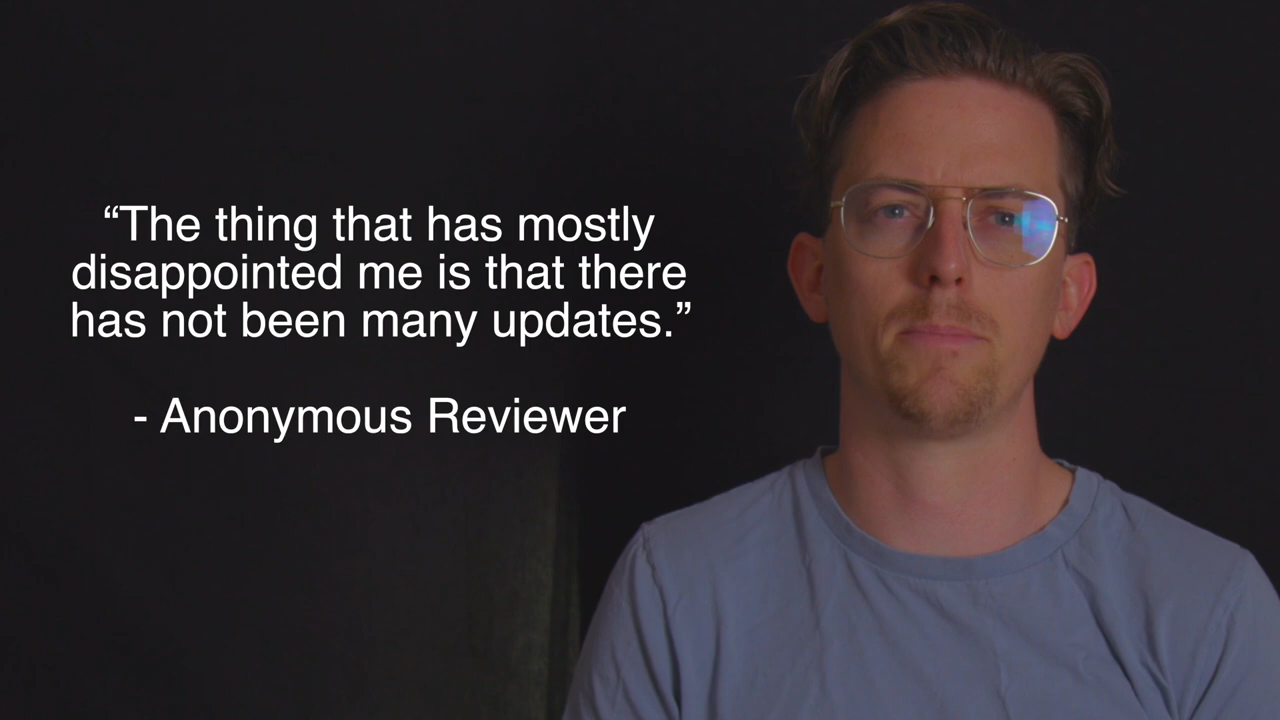 “The thing that has mostly
disappointed me is that there
has not been many updates.”
- Anonymous Reviewer